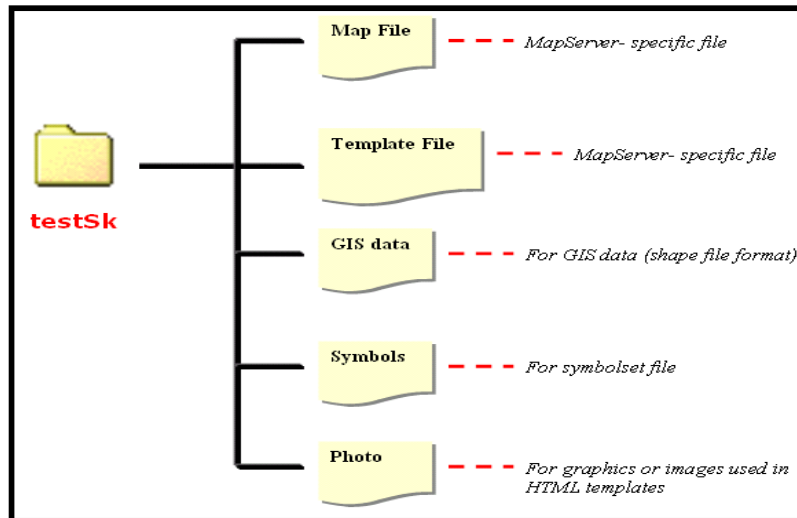 Map File
MapServer- specific file
Template File
MapServer- specific file
testSk
GIS data
For GIS data (shape file format)
Symbols
For symbolset file
Photo
For graphics or images used in
HTML templates